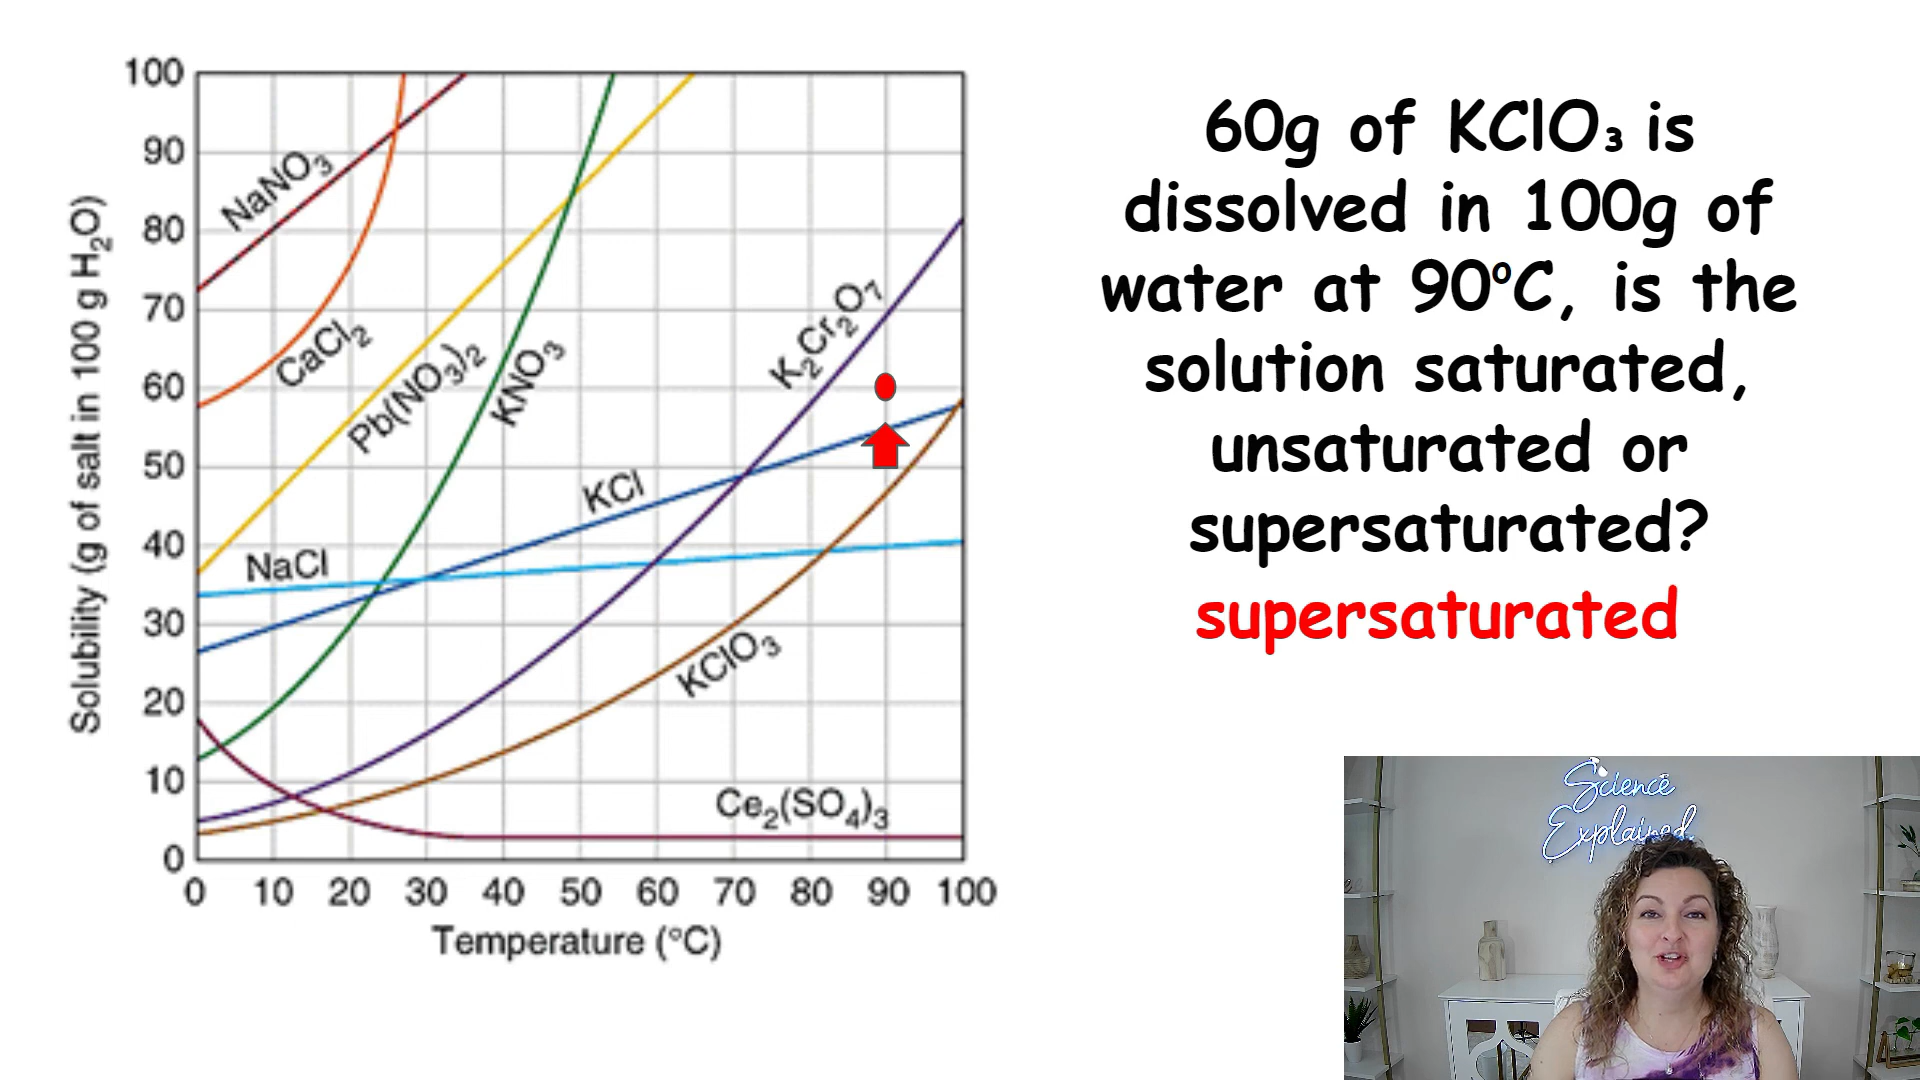 60g of KClO₃ is
dissolved in 100g of
water at 90°C, is the
solution saturated,
unsaturated or
supersaturated?
supersaturated
Solubility (g of salt in 100 g H₂O)
100
90
80
70
60
50
40
30
20
10
0
NaNO₃
CaCl₂
Pb(NO₃)₂
KNO₃
K₂Cr₂O₇
KCl
NaCl
KClO₃
Ce₂(SO₄)₃
0 10 20 30 40 50 60 70 80 90 100
Temperature (°C)
Science
Explained